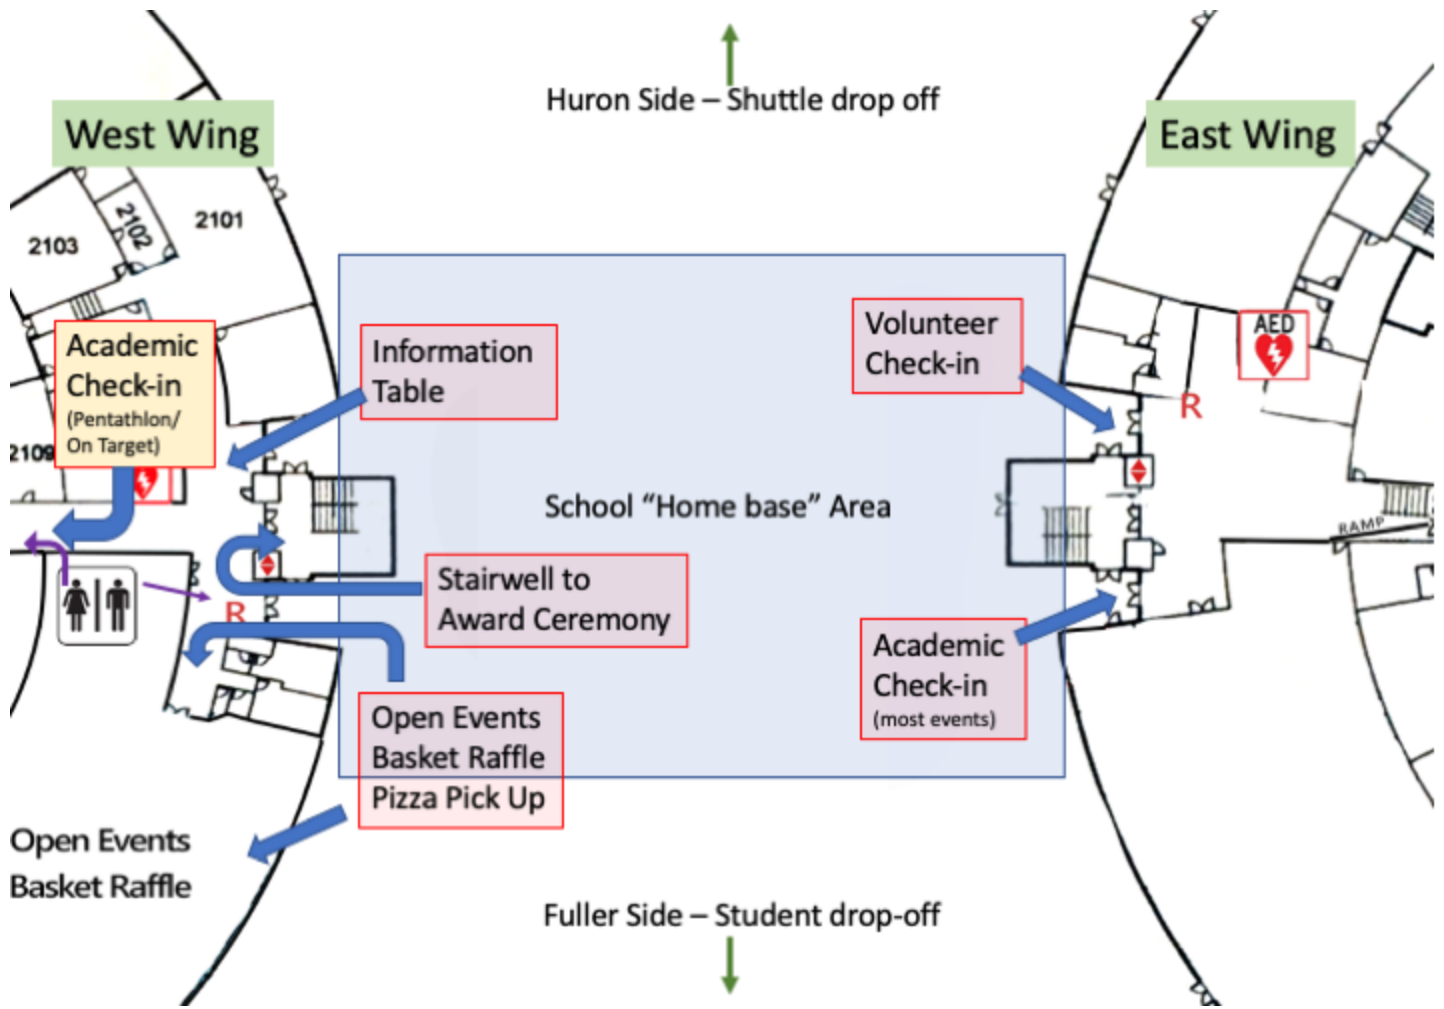 Huron Side – Shuttle drop off
West Wing
East Wing
2101
2102
2103
Academic
Check-in
(Pentathlon/
On Target)
2109
Information
Table
Volunteer
Check-in
AED
R
School “Home base” Area
RAMP
Stairwell to
Award Ceremony
R
Academic
Check-in
(most events)
Open Events
Basket Raffle
Pizza Pick Up
Open Events
Basket Raffle
Fuller Side – Student drop-off